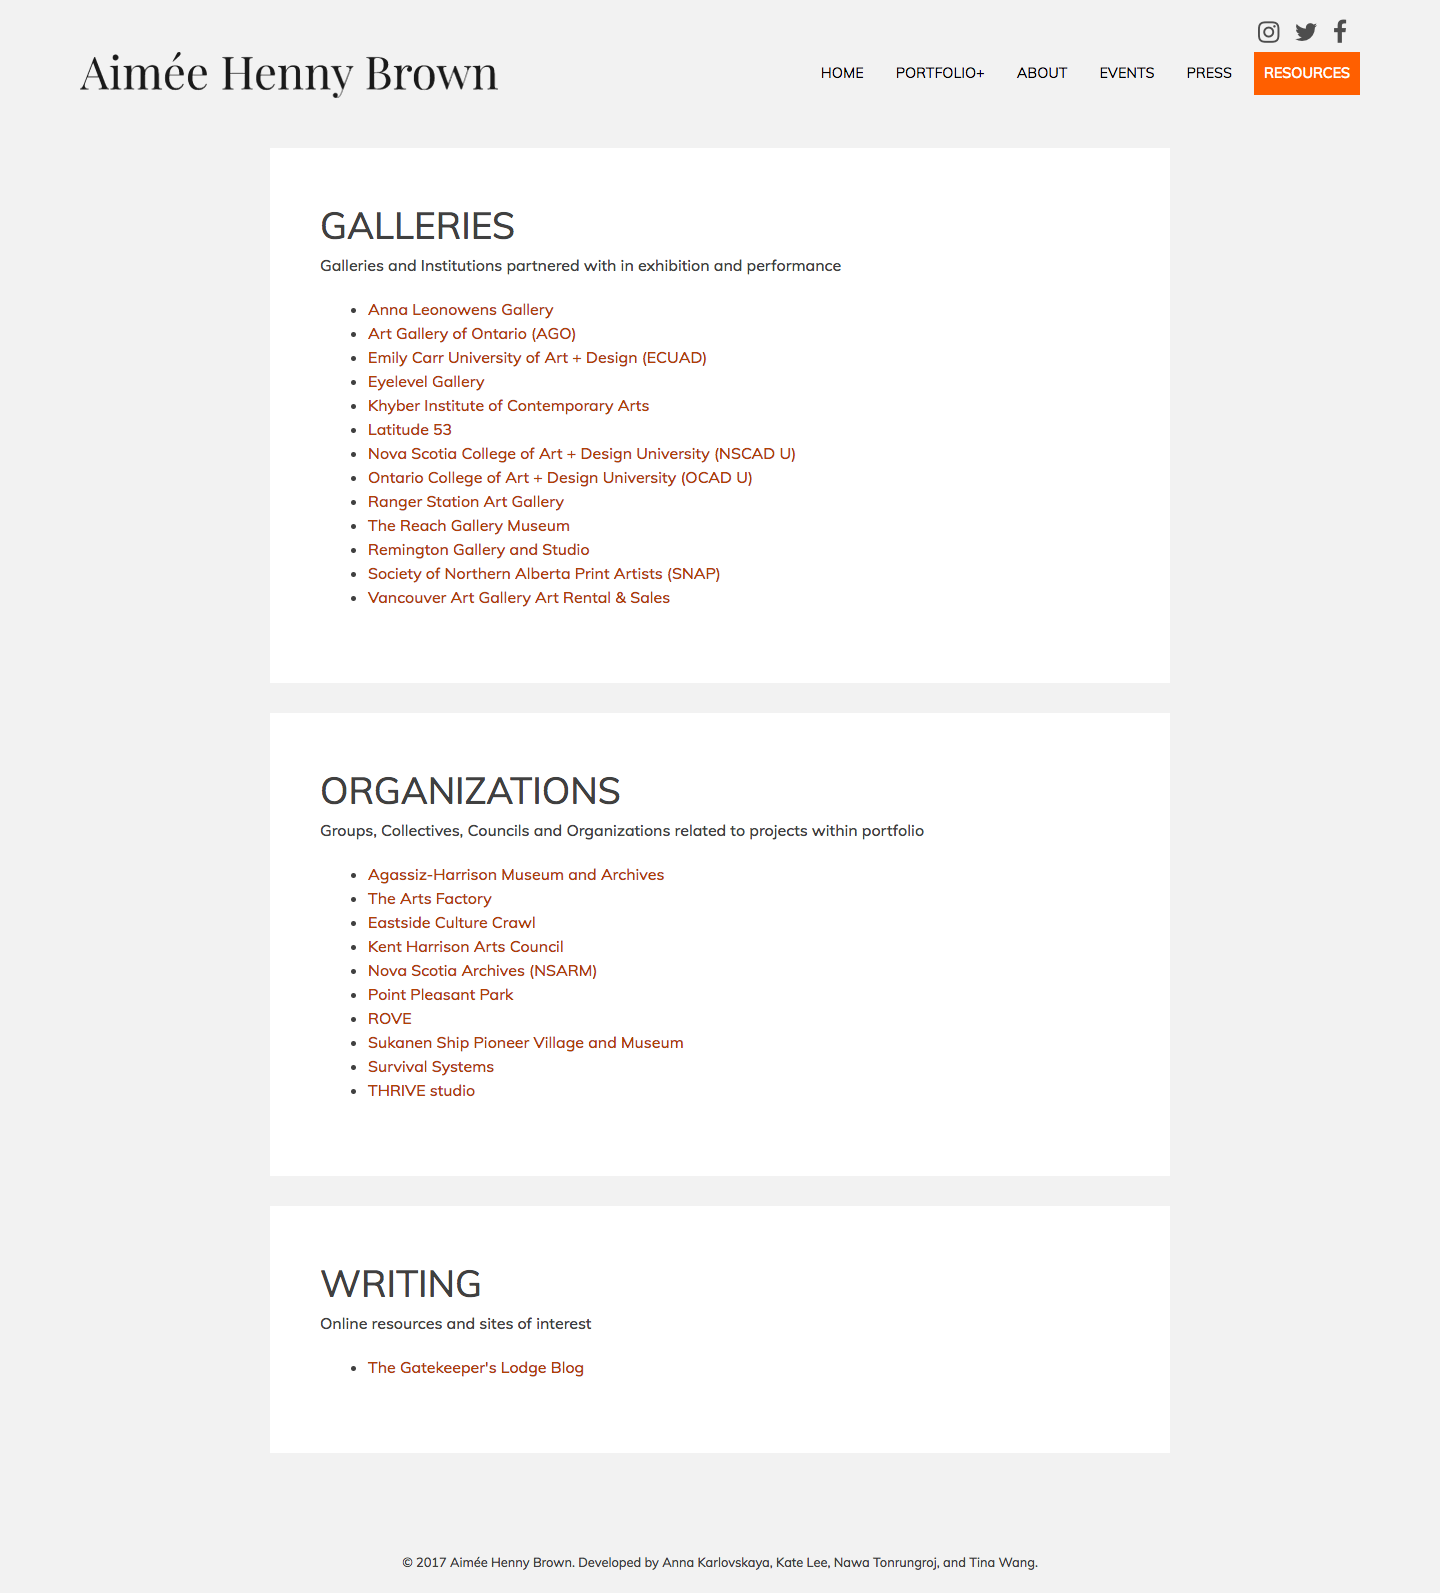 Aimée Henny Brown
HOME PORTFOLIO+ ABOUT EVENTS PRESS RESOURCES
GALLERIES
Galleries and Institutions partnered with in exhibition and performance
• Anna Leonowens Gallery
• Art Gallery of Ontario (AGO)
• Emily Carr University of Art + Design (ECUAD)
• Eyelevel Gallery
• Khyber Institute of Contemporary Arts
• Latitude 53
• Nova Scotia College of Art + Design University (NSCAD U)
• Ontario College of Art + Design University (OCAD U)
• Ranger Station Art Gallery
• The Reach Gallery Museum
• Remington Gallery and Studio
• Society of Northern Alberta Print Artists (SNAP)
• Vancouver Art Gallery Art Rental & Sales
ORGANIZATIONS
Groups, Collectives, Councils and Organizations related to projects within portfolio
• Agassiz-Harrison Museum and Archives
• The Arts Factory
• Eastside Culture Crawl
• Kent Harrison Arts Council
• Nova Scotia Archives (NSARM)
• Point Pleasant Park
• ROVE
• Sukanen Ship Pioneer Village and Museum
• Survival Systems
• THRIVE studio
WRITING
Online resources and sites of interest
• The Gatekeeper's Lodge Blog
© 2017 Aimée Henny Brown. Developed by Anna Karlovskaya, Kate Lee, Nawa Tonrungroj, and Tina Wang.